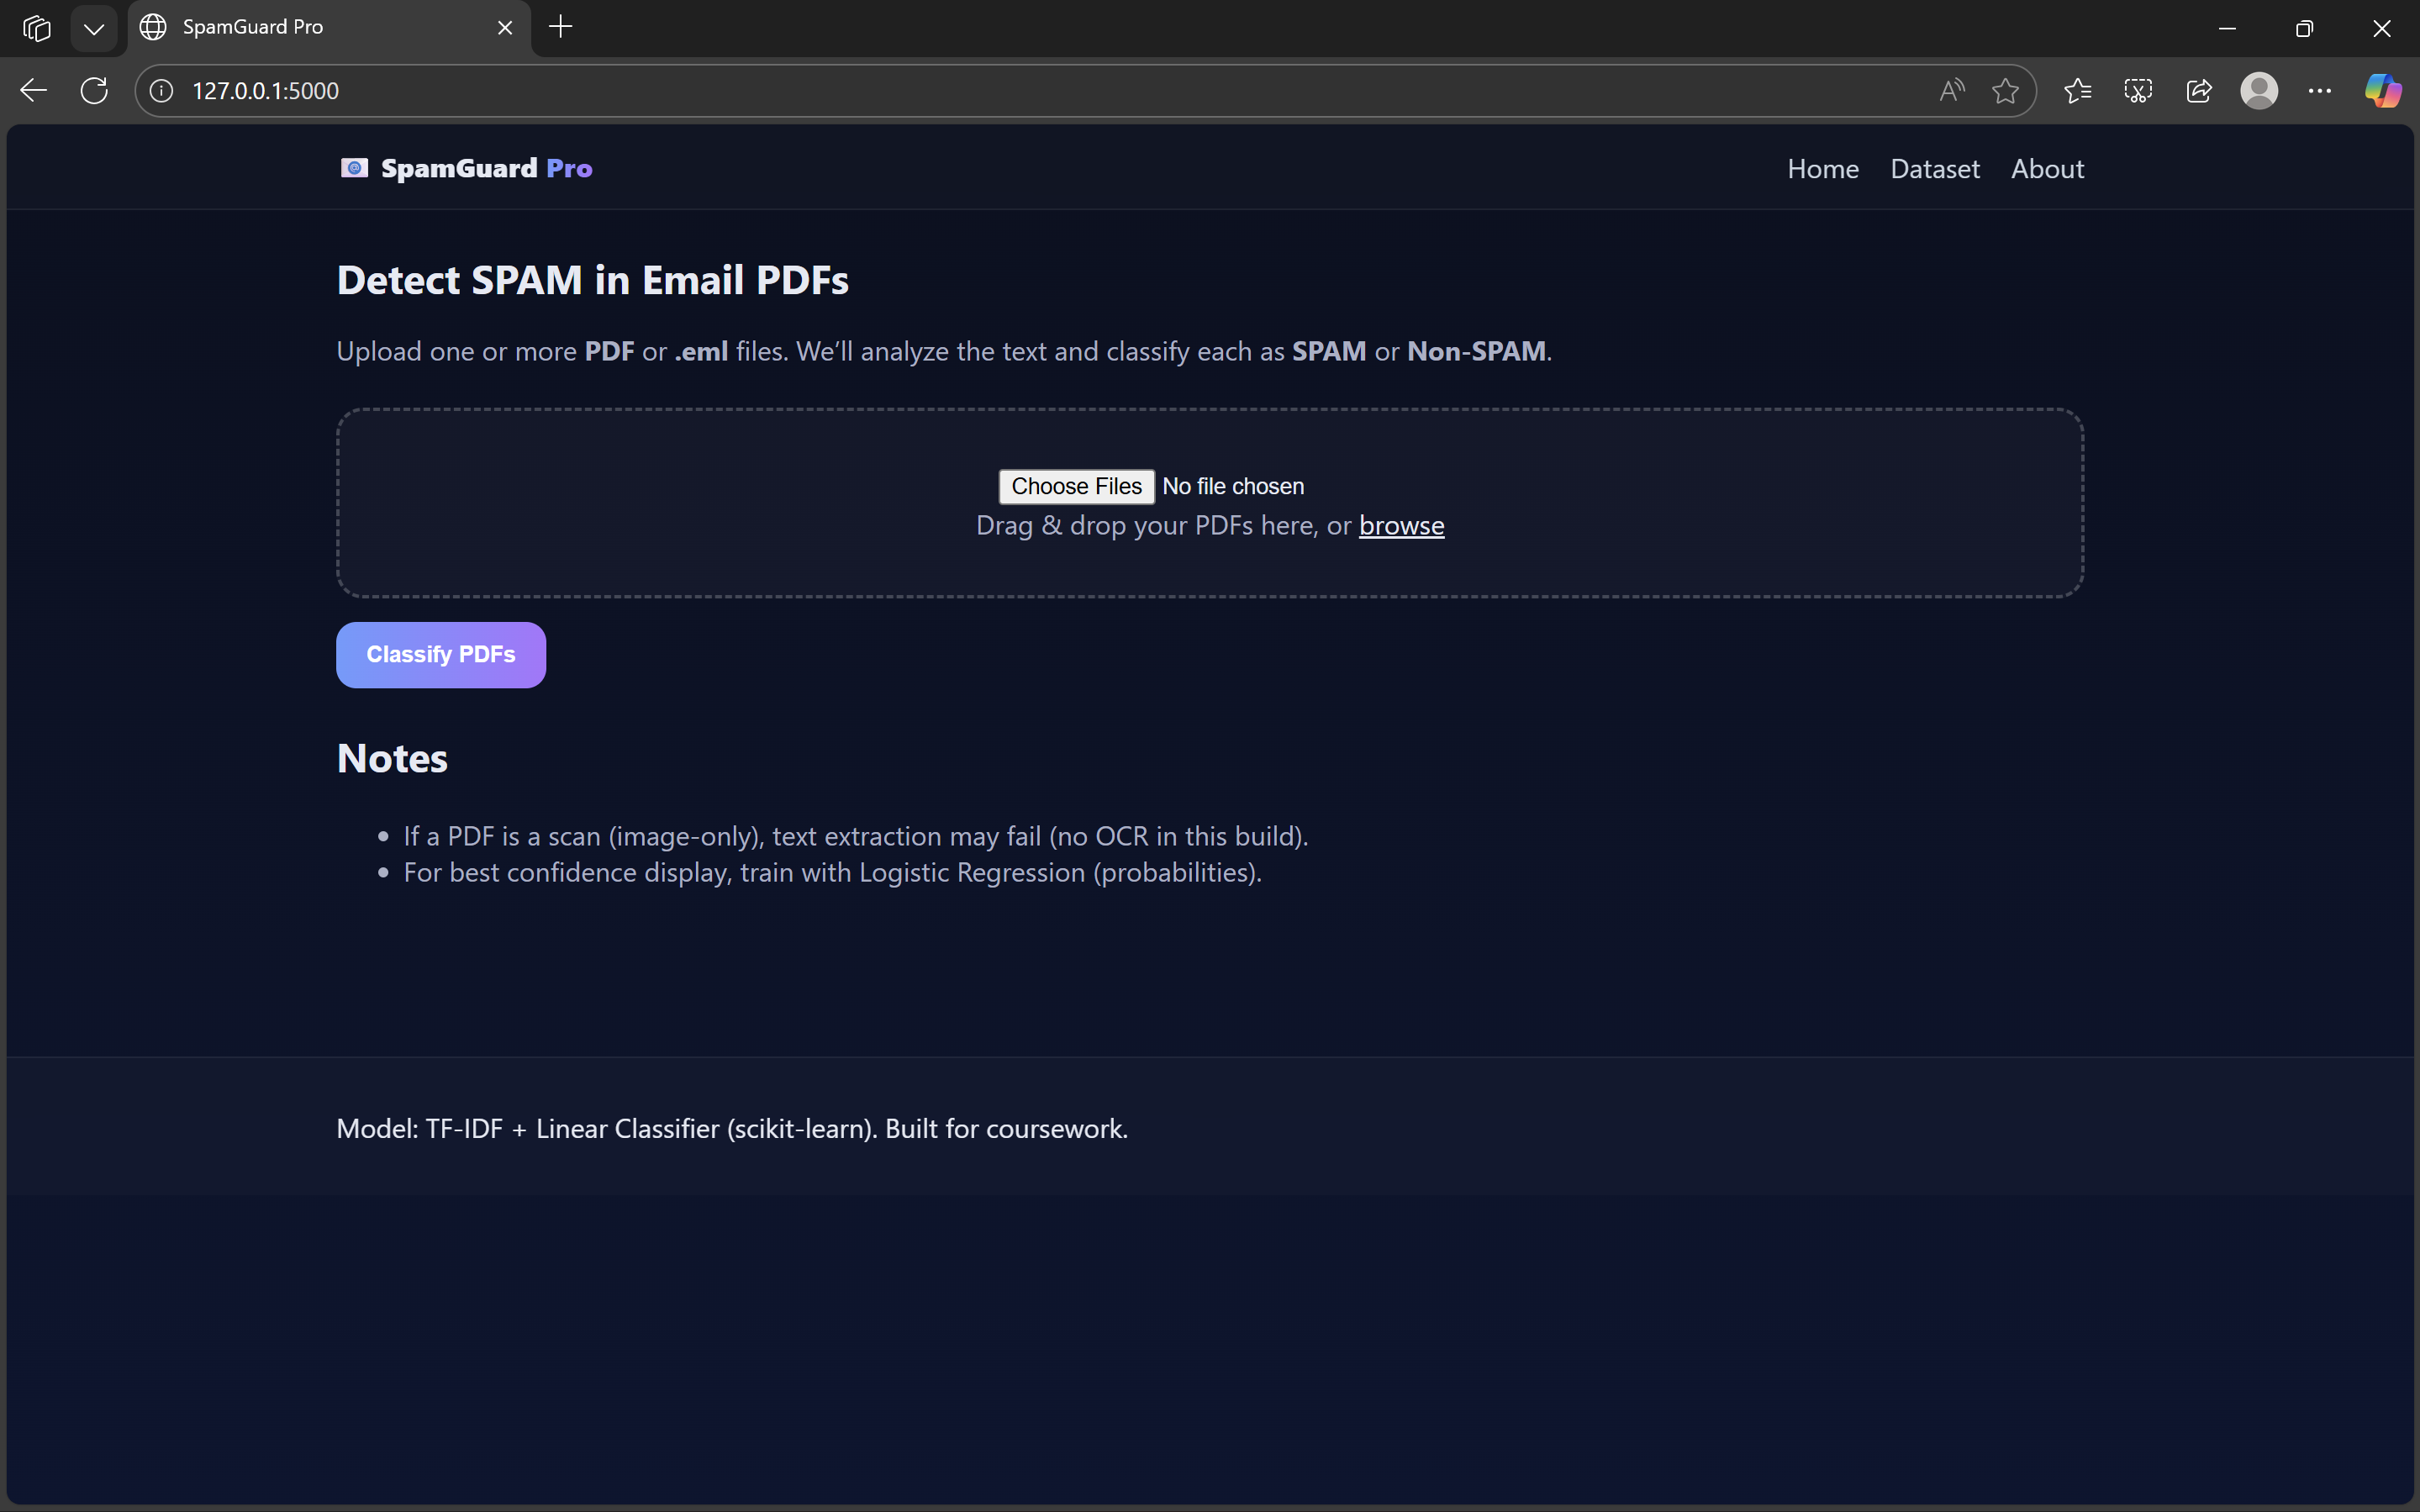 SpamGuard Pro
127.0.0.1:5000
SpamGuard Pro
Home Dataset About
Detect SPAM in Email PDFs
Upload one or more PDF or .eml files. We’ll analyze the text and classify each as SPAM or Non-SPAM.
Choose Files No file chosen
Drag & drop your PDFs here, or browse
Classify PDFs
Notes
If a PDF is a scan (image-only), text extraction may fail (no OCR in this build).
For best confidence display, train with Logistic Regression (probabilities).
Model: TF-IDF + Linear Classifier (scikit-learn). Built for coursework.